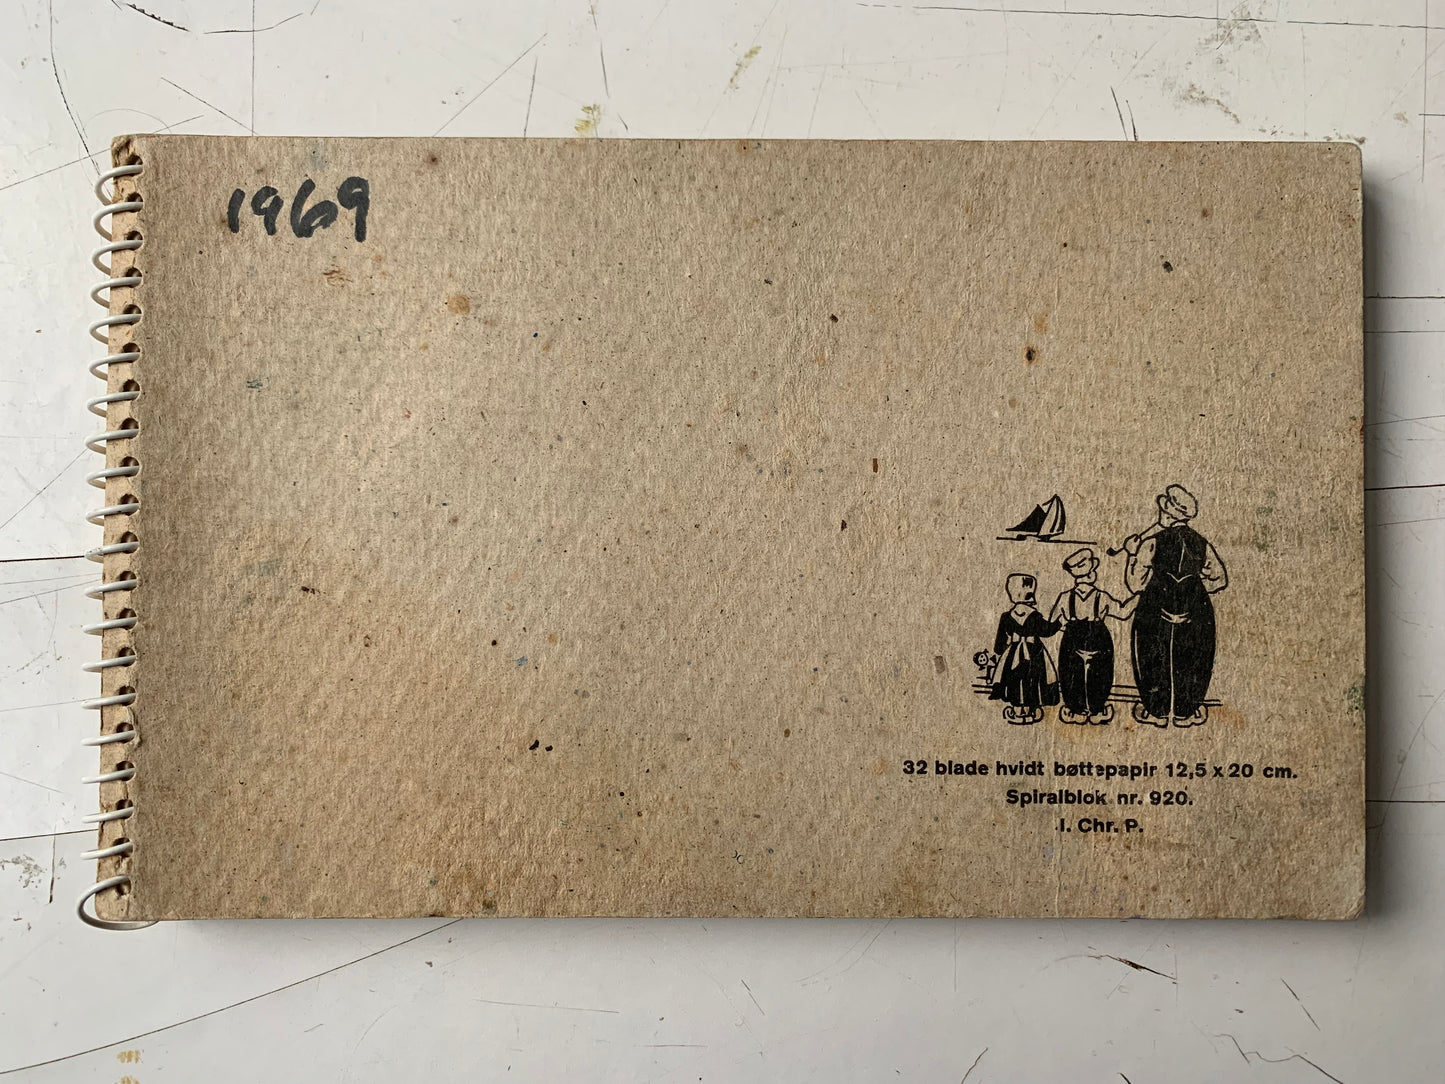 1969
32 blade hvidt bøttepapir 12,5 x 20 cm.
Spiralblok nr. 920.
I. Chr. P.